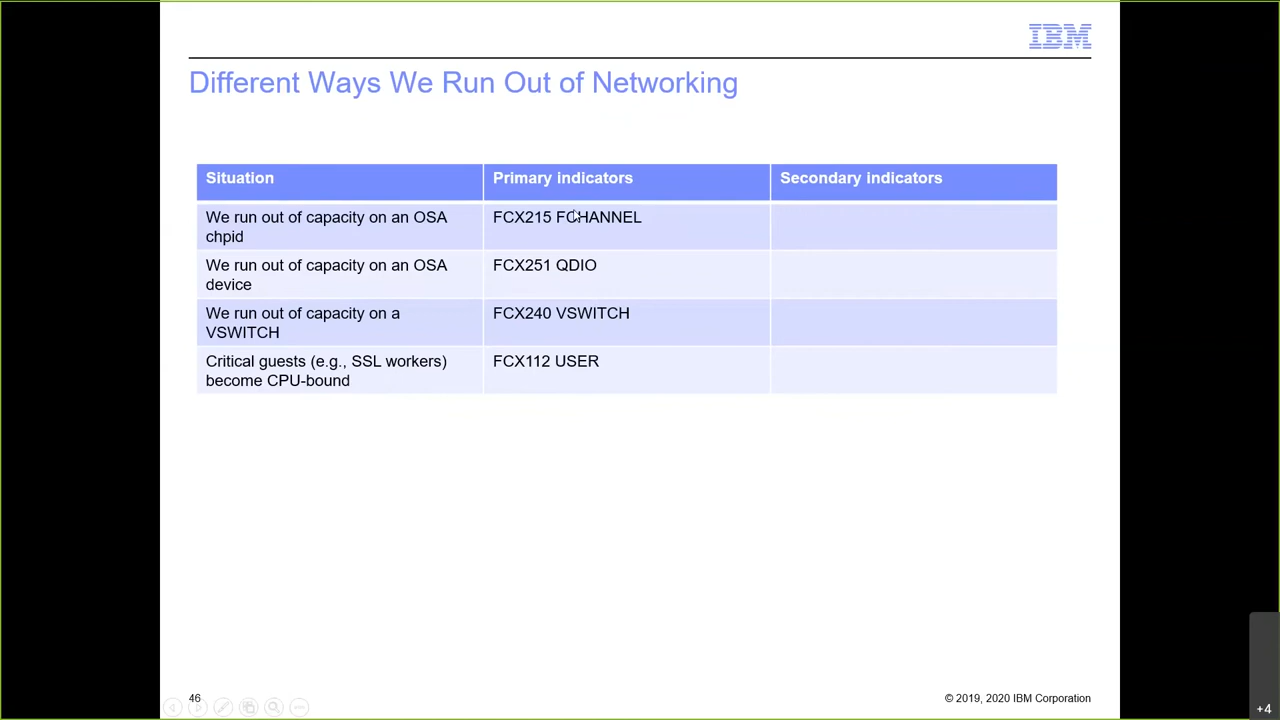 IBM
Different Ways We Run Out of Networking
Situation
Primary indicators
Secondary indicators
We run out of capacity on an OSA
chpid
FCX215 FCHANNEL
We run out of capacity on an OSA
device
FCX251 QDIO
We run out of capacity on a
VSWITCH
FCX240 VSWITCH
Critical guests (e.g., SSL workers)
become CPU-bound
FCX112 USER
46
© 2019, 2020 IBM Corporation
+4